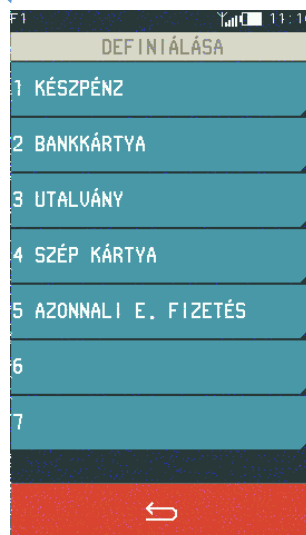 F1 11:1
DEFINIÁLÁSA
1 KÉSZPÉNZ
2 BANKKÁRTYA
3 UTALVÁNY
4 SZÉP KÁRTYA
5 AZONNALI E. FIZETÉS
6
7